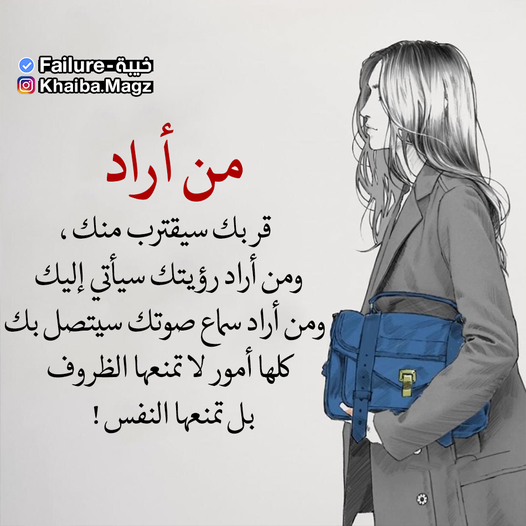 Failure-خيبة
Khaiba.Magz
من أراد
قربك سيقترب منك ،
ومن أراد رؤيتك سيأتي إليك
ومن أراد سماع صوتك سيتصل بك
كلها أمور لا تمنعها الظروف
بل تمنعها النفس !